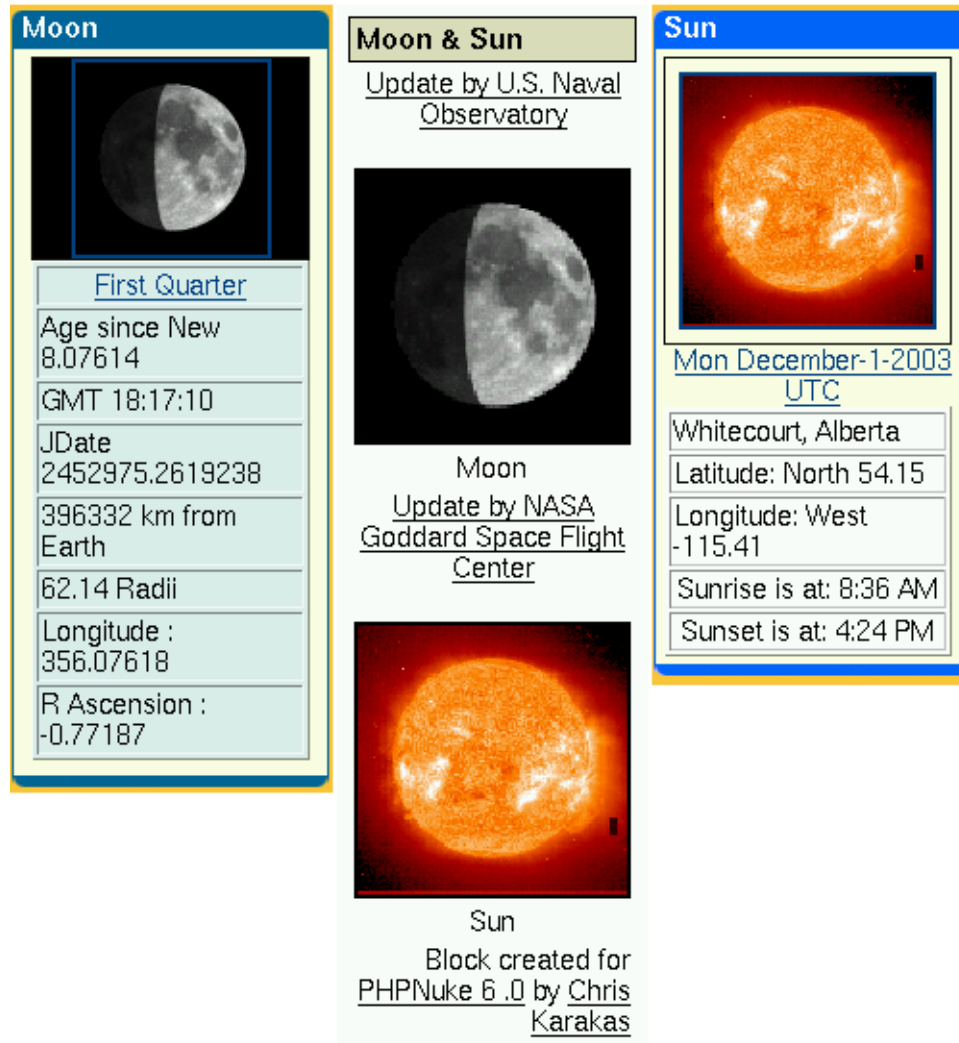 Moon
First Quarter
Age since New
8.07614
GMT 18:17:10
JDate
2452975.2619238
396332 km from
Earth
62.14 Radii
Longitude :
356.07618
R Ascension :
-0.77187
Moon & Sun
Update by U.S. Naval
Observatory
Moon
Update by NASA
Goddard Space Flight
Center
Sun
Block created for
PHPNuke 6 .0 by Chris
Karakas
Sun
Mon December-1-2003
UTC
Whitecourt, Alberta
Latitude: North 54.15
Longitude: West
-115.41
Sunrise is at: 8:36 AM
Sunset is at: 4:24 PM